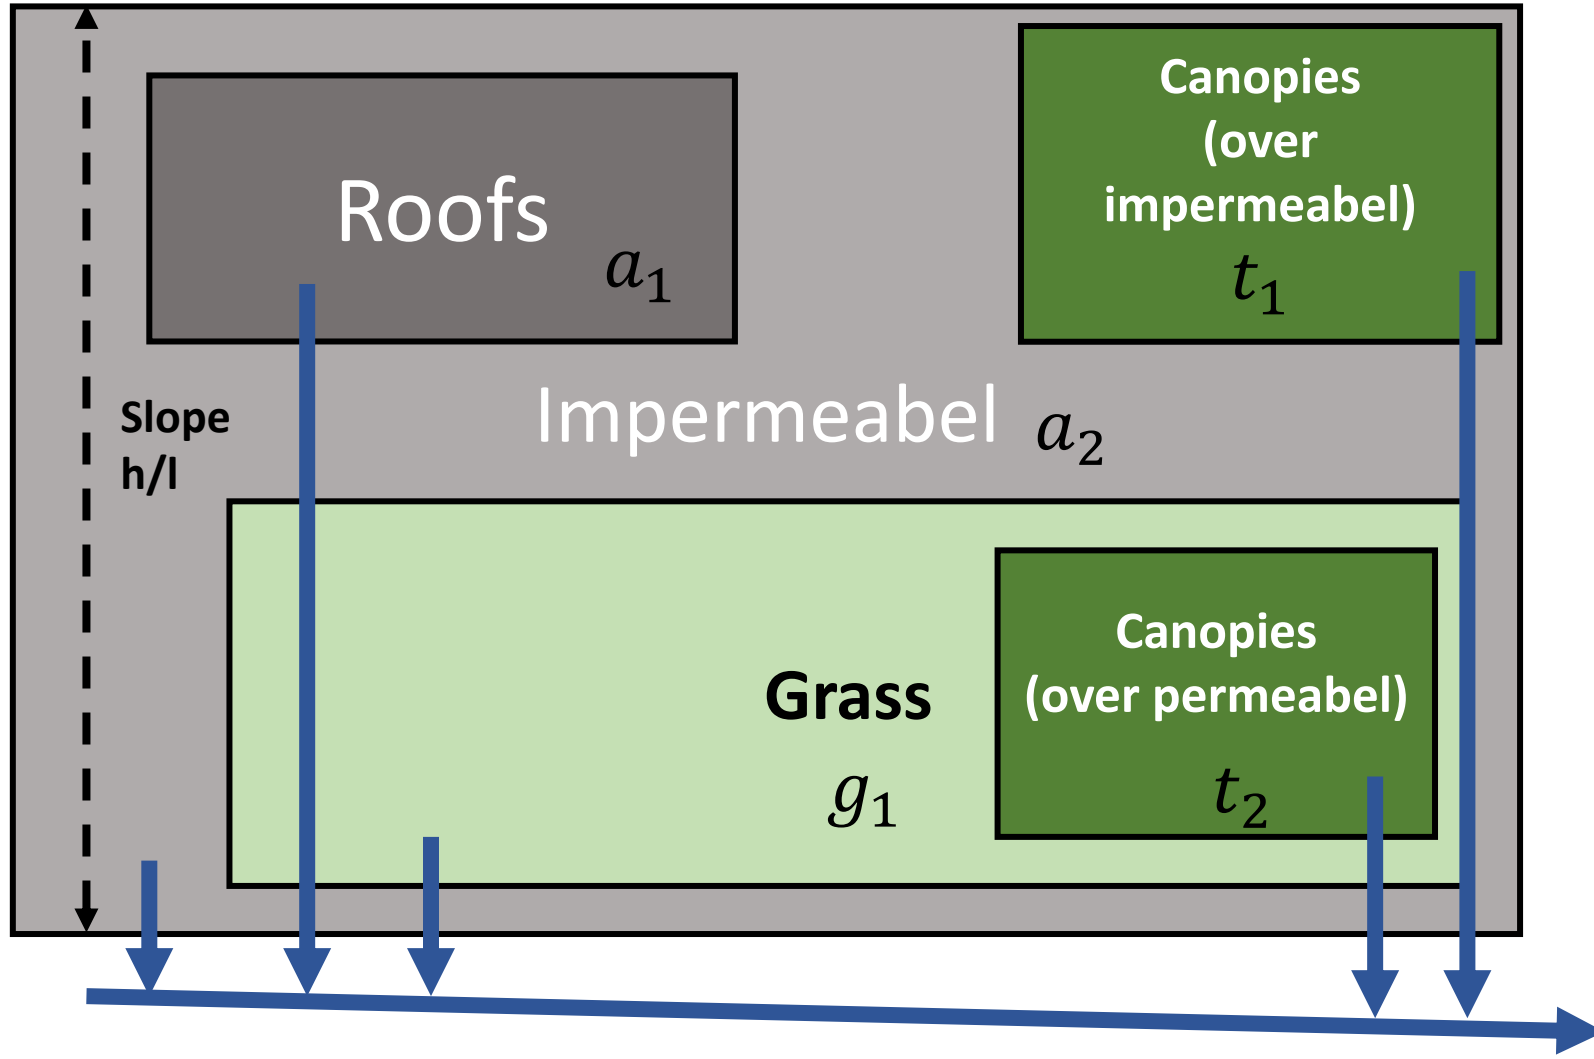 Canopies
(over
impermeabel)
t₁
Roofs
a₁
Slope
h/l
Impermeabel a₂
Canopies
(over permeabel)
t₂
Grass
g₁